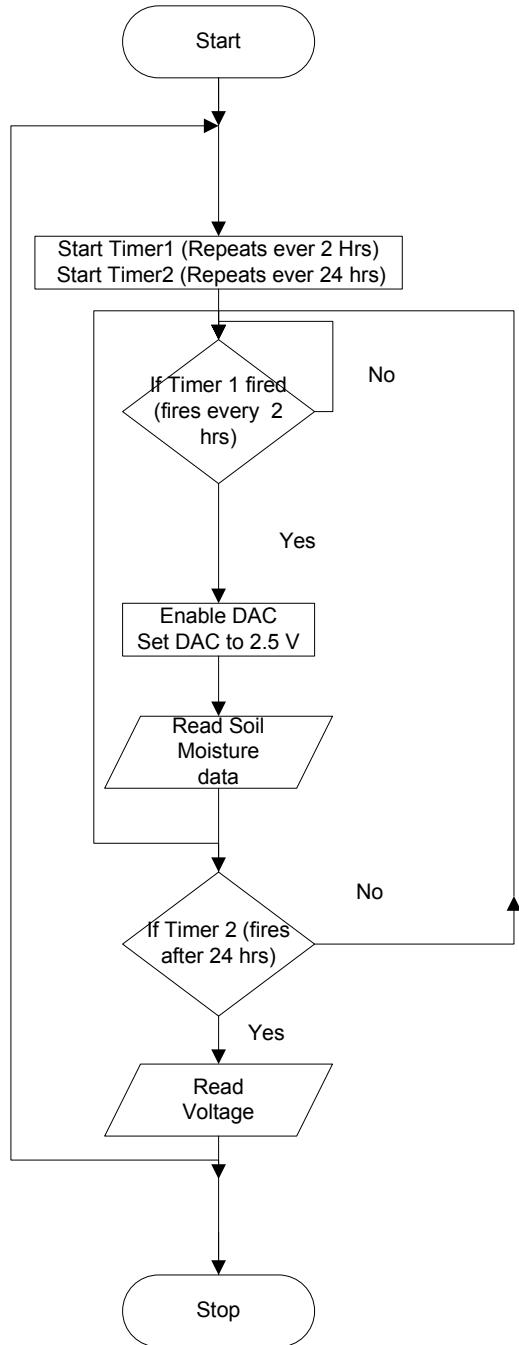 Start
Start Timer1 (Repeats ever 2 Hrs)
Start Timer2 (Repeats ever 24 hrs)
If Timer 1 fired
(fires every 2
hrs)
No
Yes
Enable DAC
Set DAC to 2.5 V
Read Soil
Moisture
data
If Timer 2 (fires
after 24 hrs)
No
Yes
Read
Voltage
Stop